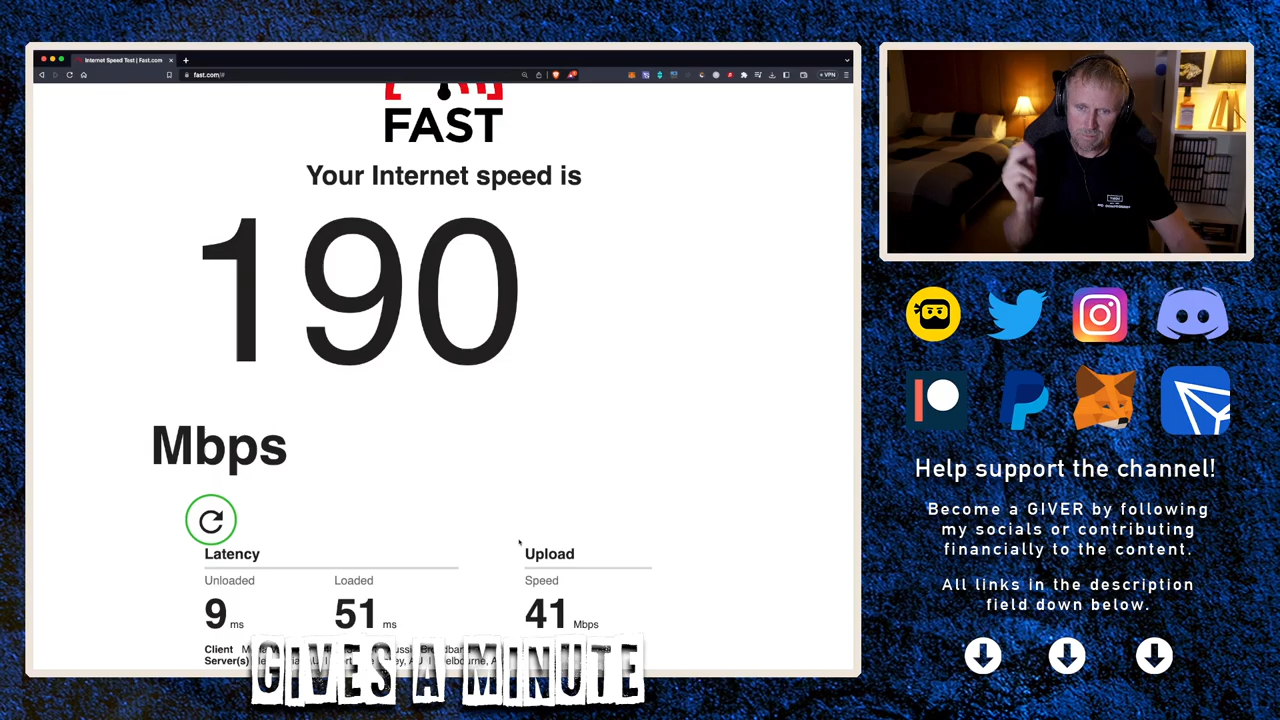 Internet Speed Test | Fast.com
fast.com/#
VPN
FAST
Your Internet speed is
190
Mbps
Latency
Upload
Unloaded
Loaded
Speed
9 ms
51 ms
41 Mbps
Client
Server(s)
GIVES A MINUTE
Help support the channel!
Become a GIVER by following
my socials or contributing
financially to the content.
All links in the description
field down below.